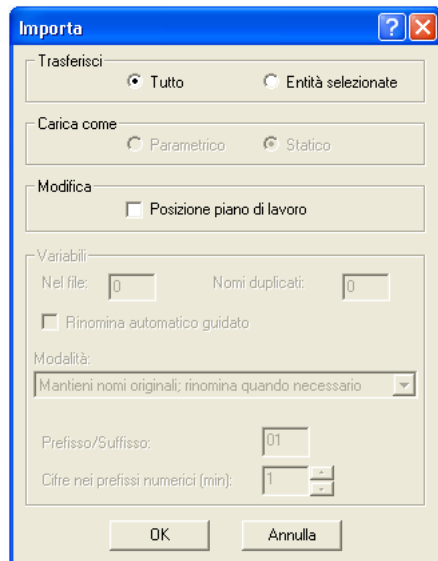 Importa
Trasferisci
Tutto Entità selezionate
Carica come
Parametrico Statico
Modifica
Posizione piano di lavoro
Variabili
Nel file: 0 Nomi duplicati: 0
Rinomina automatico guidato
Modalità:
Mantieni nomi originali; rinomina quando necessario
Prefisso/Suffisso: 01
Cifre nei prefissi numerici (min): 1
OK Annulla